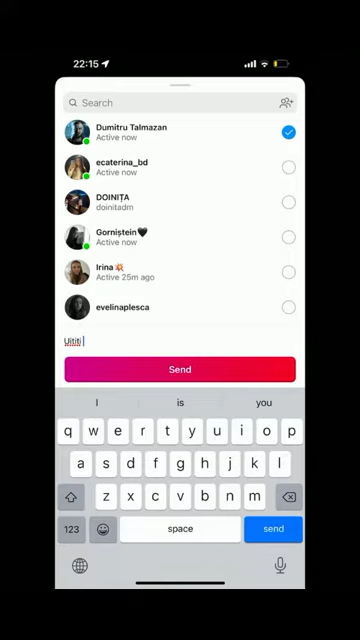 22:15
Search
Dumitru Talmazan
Active now
ecaterina_bd
Active now
DOINIȚA
doinitadm
Gorniștein🖤
Active now
Irina💥
Active 25m ago
evelinaplesca
Uititi
Send
I is you
q w e r t y u i o p
a s d f g h j k l
z x c v b n m
123 space send